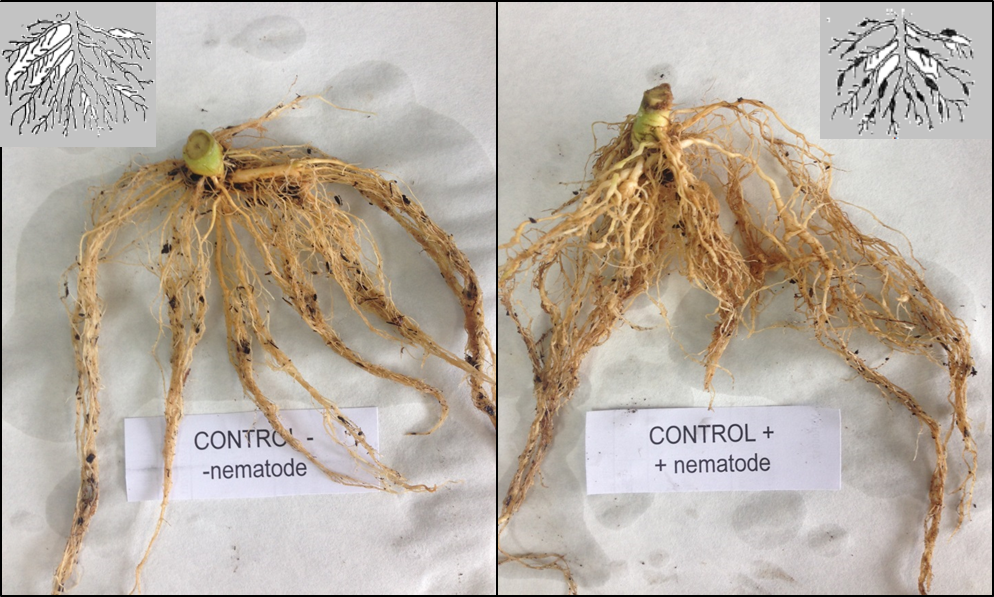 CONTROL -
-nematode
CONTROL +
+ nematode